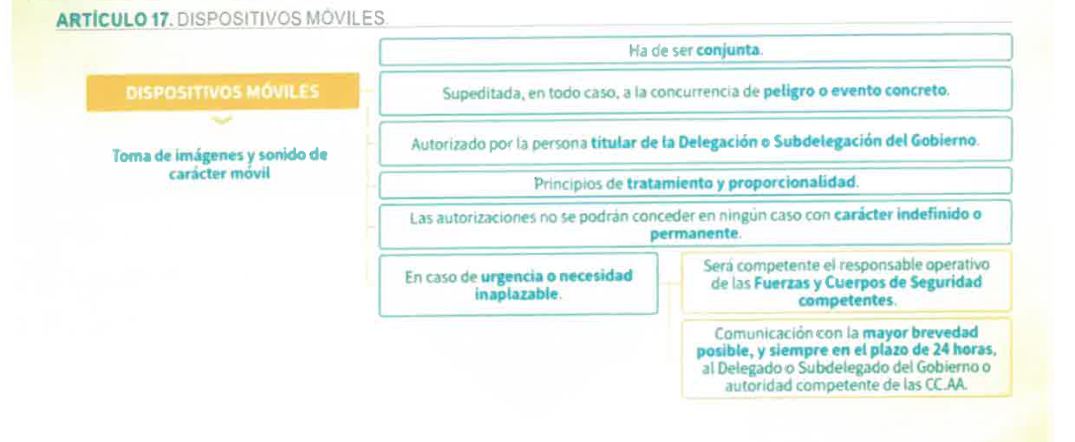 ARTÍCULO 17. DISPOSITIVOS MÓVILES.
DISPOSITIVOS MÓVILES
Toma de imágenes y sonido de
carácter móvil
Ha de ser conjunta.
Supeditada, en todo caso, a la concurrencia de peligro o evento concreto.
Autorizado por la persona titular de la Delegación o Subdelegación del Gobierno.
Principios de tratamiento y proporcionalidad.
Las autorizaciones no se podrán conceder en ningún caso con carácter indefinido o
permanente.
En caso de urgencia o necesidad
inaplazable.
Será competente el responsable operativo
de las Fuerzas y Cuerpos de Seguridad
competentes.
Comunicación con la mayor brevedad
posible, y siempre en el plazo de 24 horas,
al Delegado o Subdelegado del Gobierno o
autoridad competente de las CC.AA.